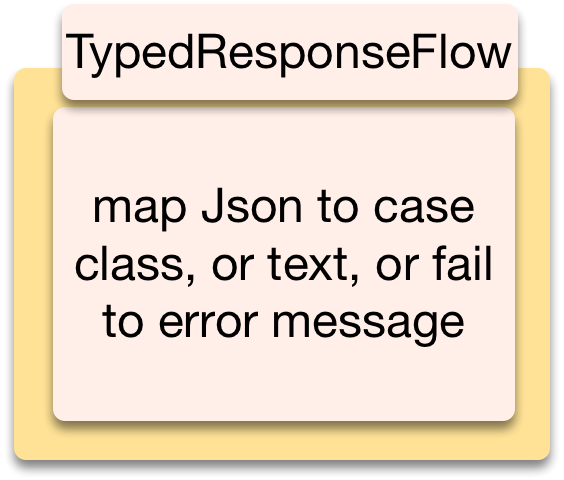 TypedResponseFlow
map Json to case
class, or text, or fail
to error message